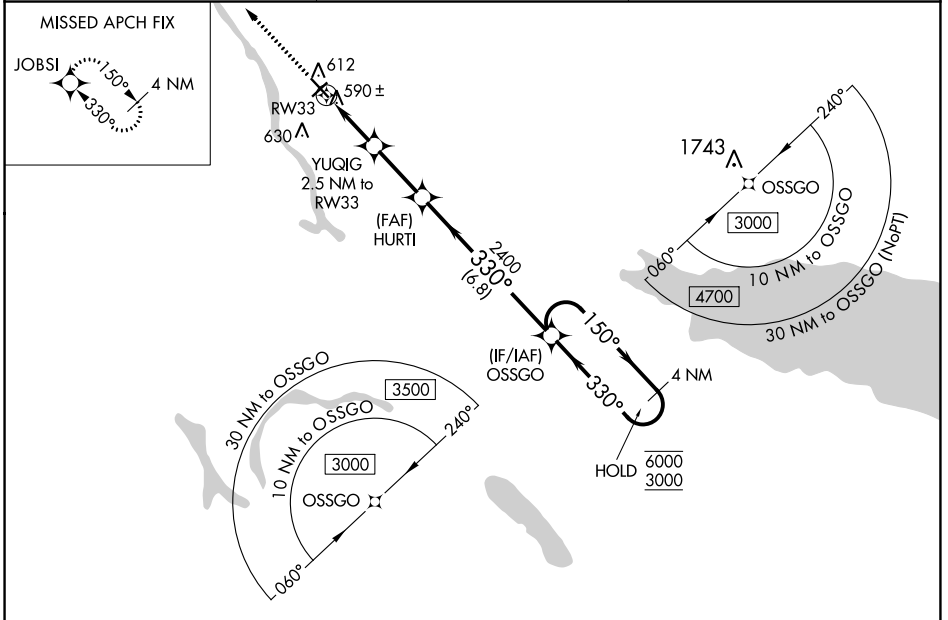 MISSED APCH FIX
JOBSI
150°
4 NM
330°
612
590 ±
RW33
630
YUQIG
2.5 NM to
RW33
(FAF)
HURTI
2400
330°
(6.8)
(IF/IAF)
OSSGO
150°
330°
4 NM
HOLD
6000
3000
1743
240°
OSSGO
3000
060°
10 NM to OSSGO
4700
30 NM to OSSGO (NoPT)
30 NM to OSSGO
3500
10 NM to OSSGO
240°
3000
OSSGO
060°